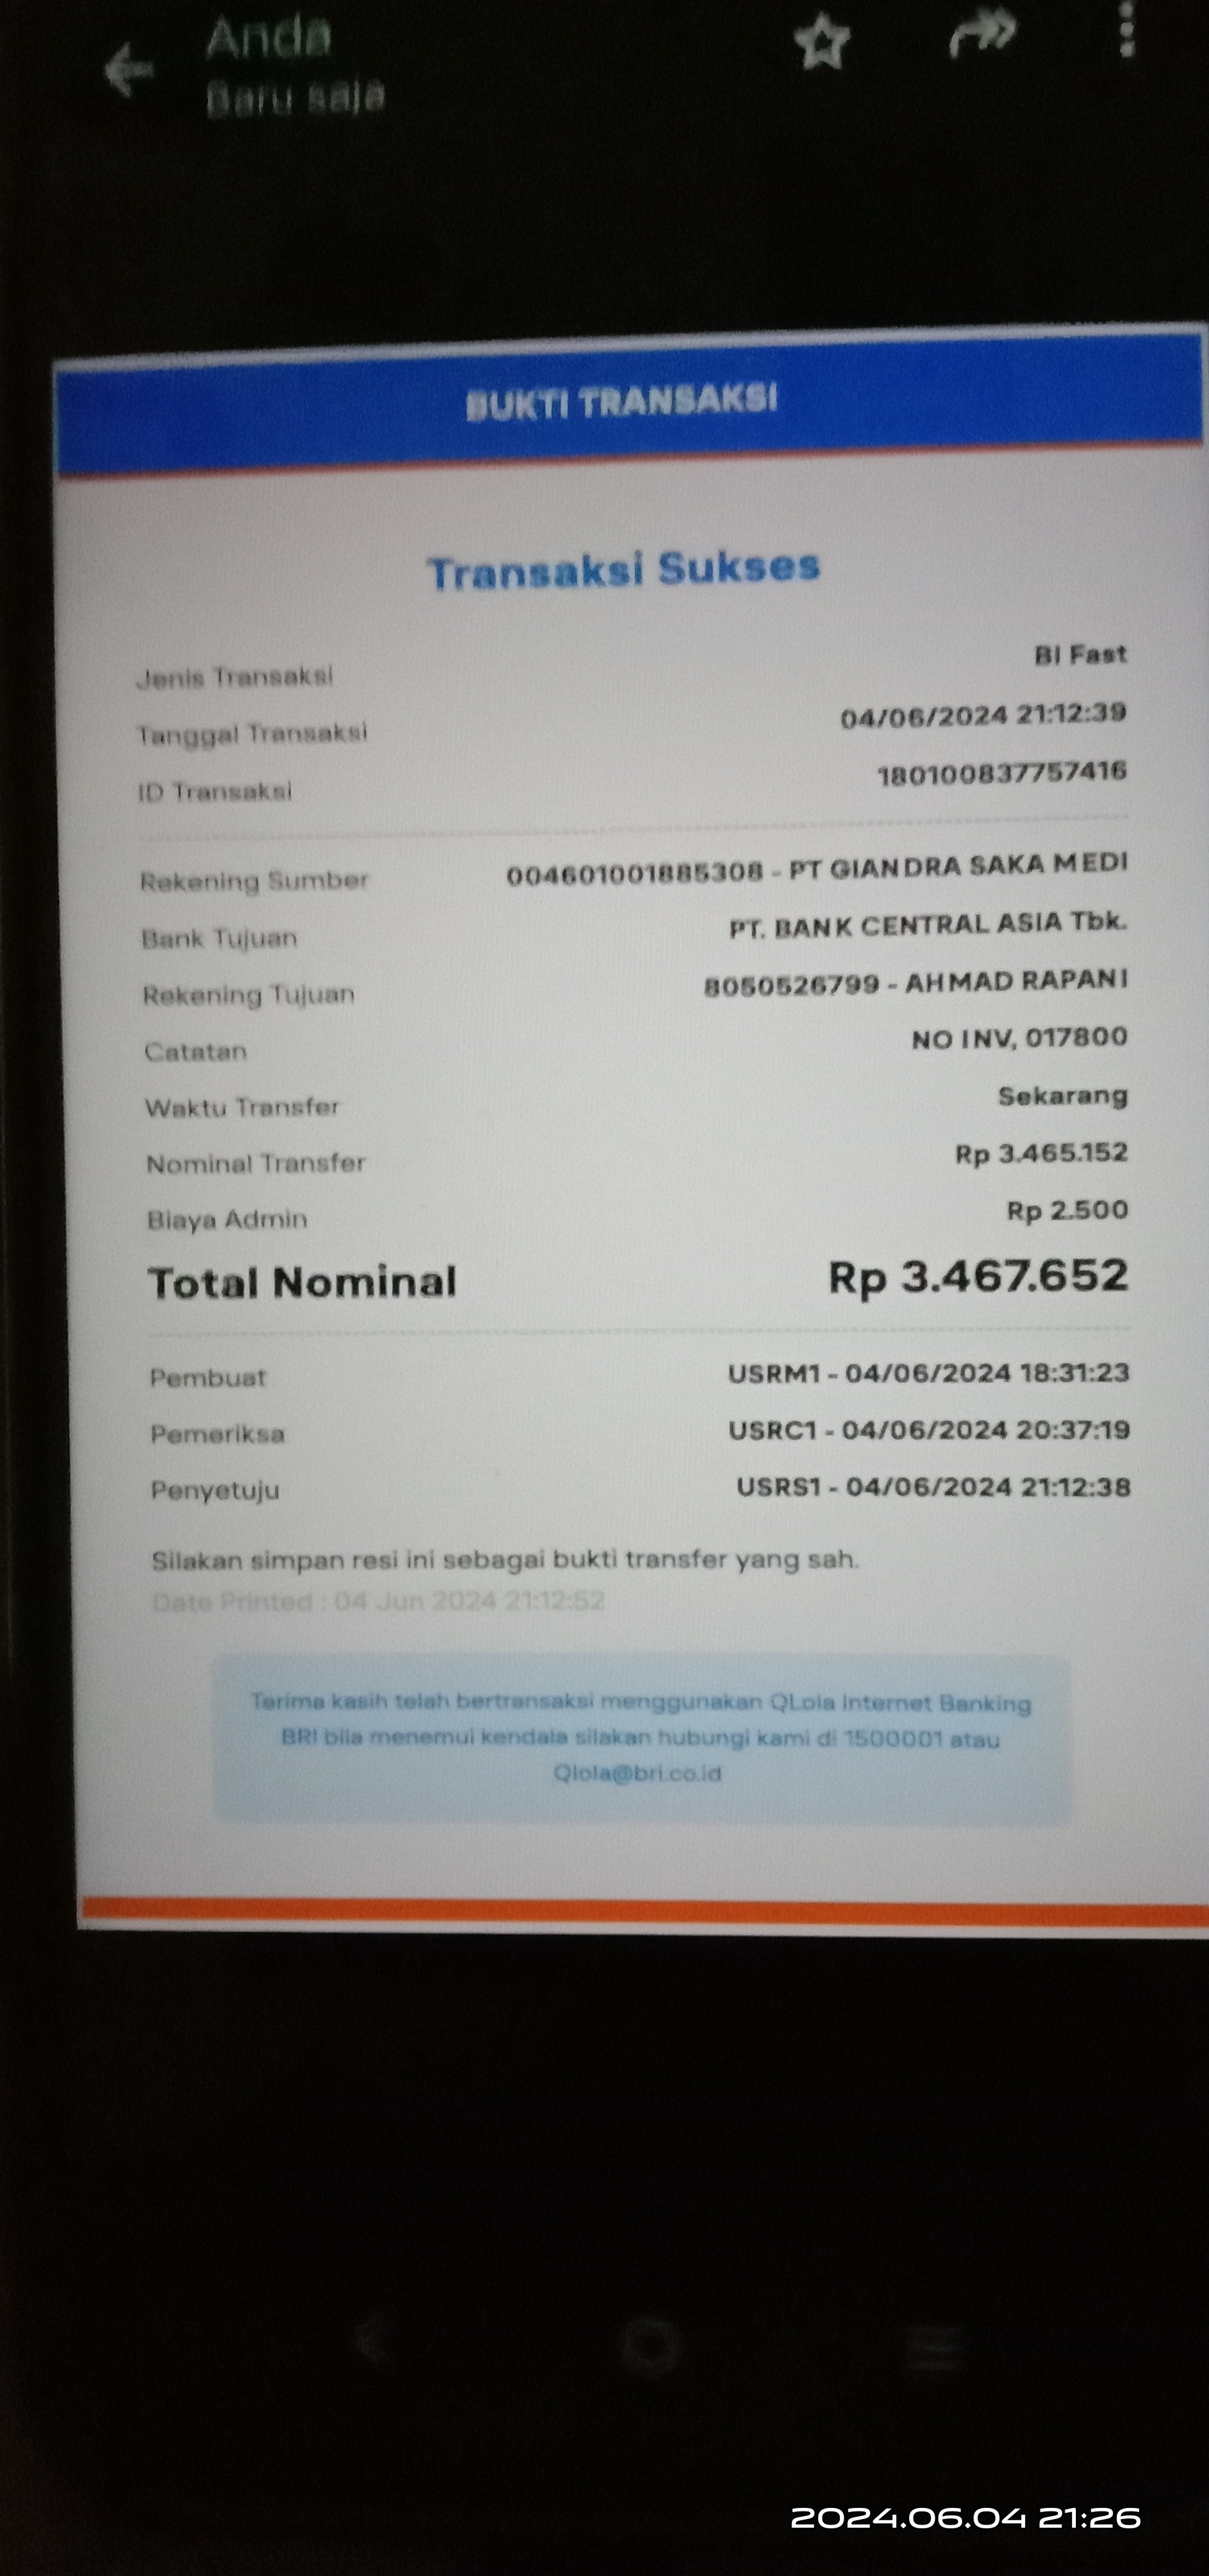 Anda
Baru saja
BUKTI TRANSAKSI
Transaksi Sukses
Jenis Transaksi BI Fast
Tanggal Transaksi 04/06/2024 21:12:39
ID Transaksi 180100837757416
Rekening Sumber 004601001885308 - PT GIANDRA SAKA MEDI
Bank Tujuan PT. BANK CENTRAL ASIA Tbk.
Rekening Tujuan 8050526799 - AHMAD RAPANI
Catatan NO INV, 017800
Waktu Transfer Sekarang
Nominal Transfer Rp 3.465.152
Biaya Admin Rp 2.500
Total Nominal Rp 3.467.652
Pembuat USRM1 - 04/06/2024 18:31:23
Pemeriksa USRC1 - 04/06/2024 20:37:19
Penyetuju USRS1 - 04/06/2024 21:12:38
Silakan simpan resi ini sebagai bukti transfer yang sah.
Date Printed : 04 Jun 2024 21:12:52
Terima kasih telah bertransaksi menggunakan QLola Internet Banking
BRI bila menemui kendala silakan hubungi kami di 1500001 atau
Qlola@bri.co.id
2024.06.04 21:26